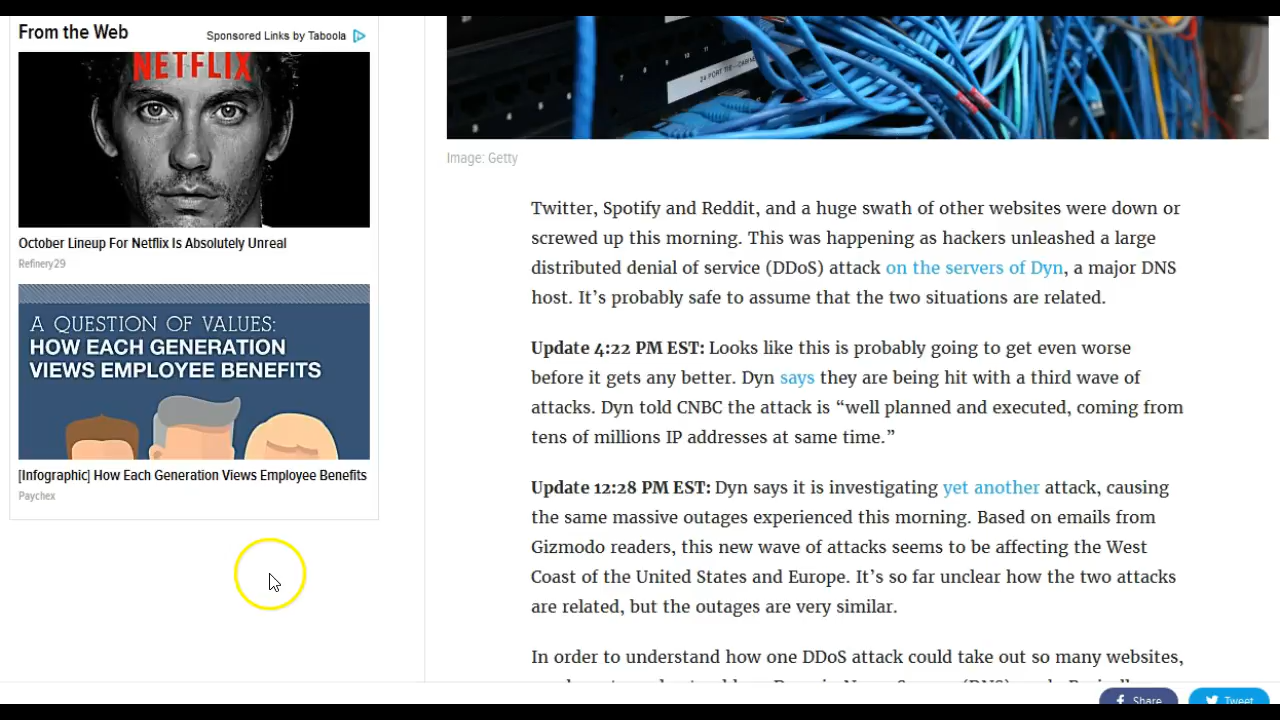 From the Web
Sponsored Links by Taboola
NETFLIX
October Lineup For Netflix Is Absolutely Unreal
Refinery29
A QUESTION OF VALUES:
HOW EACH GENERATION
VIEWS EMPLOYEE BENEFITS
[Infographic] How Each Generation Views Employee Benefits
Paychex
24 PORT TIE
Image: Getty
Twitter, Spotify and Reddit, and a huge swath of other websites were down or
screwed up this morning. This was happening as hackers unleashed a large
distributed denial of service (DDoS) attack on the servers of Dyn, a major DNS
host. It’s probably safe to assume that the two situations are related.
Update 4:22 PM EST: Looks like this is probably going to get even worse
before it gets any better. Dyn says they are being hit with a third wave of
attacks. Dyn told CNBC the attack is “well planned and executed, coming from
tens of millions IP addresses at same time.”
Update 12:28 PM EST: Dyn says it is investigating yet another attack, causing
the same massive outages experienced this morning. Based on emails from
Gizmodo readers, this new wave of attacks seems to be affecting the West
Coast of the United States and Europe. It’s so far unclear how the two attacks
are related, but the outages are very similar.
In order to understand how one DDoS attack could take out so many websites,
Share
Tweet